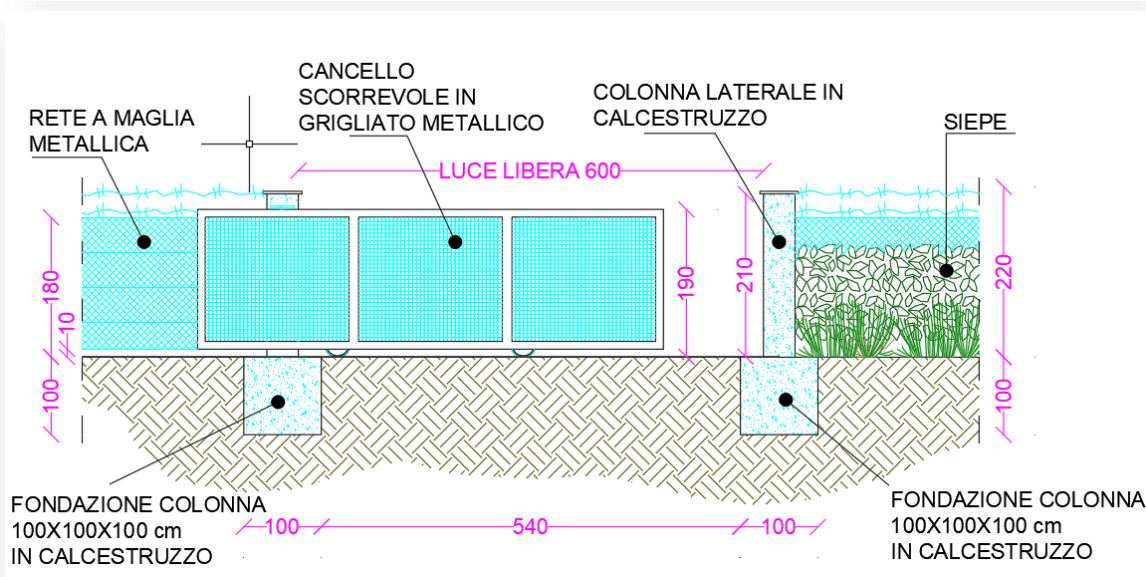 CANCELLO
SCORREVOLE IN
GRIGLIATO METALLICO
RETE A MAGLIA
METALLICA
COLONNA LATERALE IN
CALCESTRUZZO
SIEPE
LUCE LIBERA 600
180
10
100
190
210
220
100
FONDAZIONE COLONNA
100X100X100 cm
IN CALCESTRUZZO
100
540
100
FONDAZIONE COLONNA
100X100X100 cm
IN CALCESTRUZZO